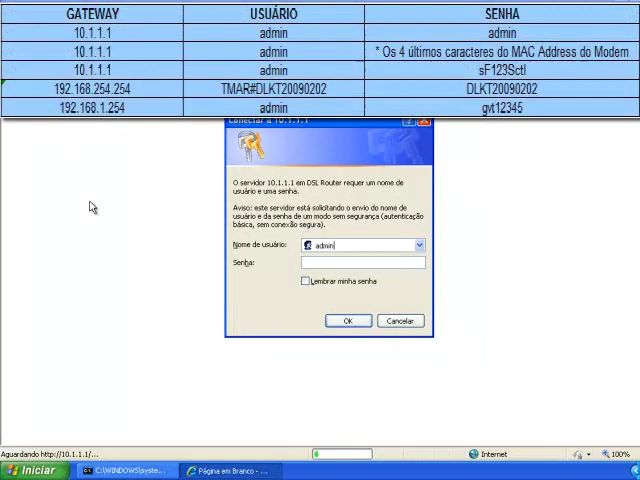 GATEWAY USUÁRIO SENHA
10.1.1.1 admin admin
10.1.1.1 admin * Os 4 últimos caracteres do MAC Address do Modem
10.1.1.1 admin sF123Sctl
192.168.254.254 TMAR#DLKT20090202 DLKT20090202
192.168.1.254 admin gvt12345
Conectar a 10.1.1.1
O servidor 10.1.1.1 em DSL Router requer um nome de
usuário e uma senha.
Aviso: este servidor está solicitando o envio do nome de
usuário e da senha de um modo sem segurança (autenticação
básica, sem conexão segura).
Nome de usuário: admin
Senha:
Lembrar minha senha
OK Cancelar
Aguardando http://10.1.1.1/... Internet 100%
Iniciar C:\WINDOWS\syste... Página em Branco - ...